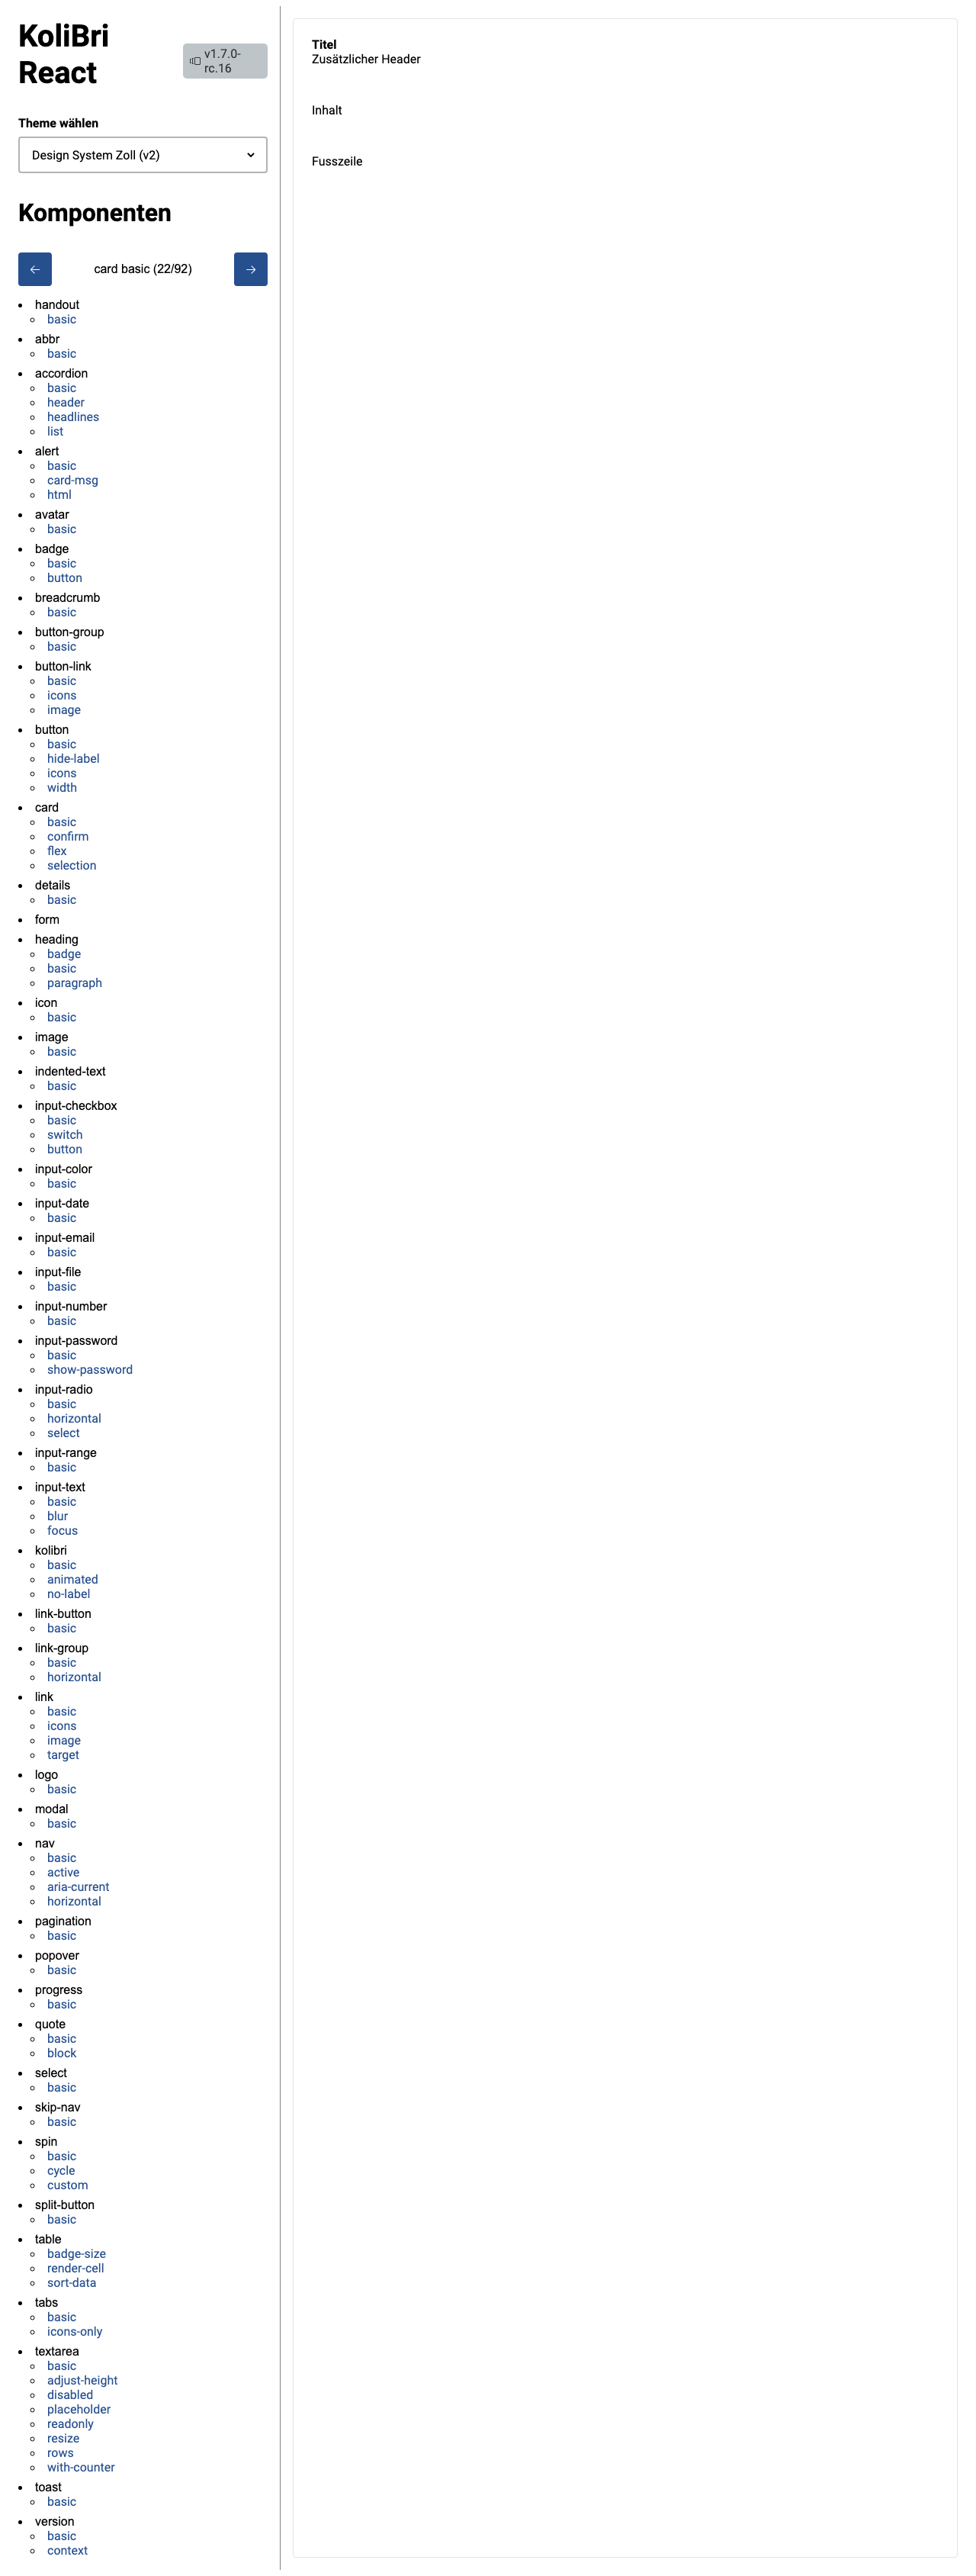 KoliBri
React
v1.7.0-
rc.16
Theme wählen
Design System Zoll (v2)
Komponenten
card basic (22/92)
handout
basic
abbr
basic
accordion
basic
header
headlines
list
alert
basic
card-msg
html
avatar
basic
badge
basic
button
breadcrumb
basic
button-group
basic
button-link
basic
icons
image
button
basic
hide-label
icons
width
card
basic
confirm
flex
selection
details
basic
form
heading
badge
basic
paragraph
icon
basic
image
basic
indented-text
basic
input-checkbox
basic
switch
button
input-color
basic
input-date
basic
input-email
basic
input-file
basic
input-number
basic
input-password
basic
show-password
input-radio
basic
horizontal
select
input-range
basic
input-text
basic
blur
focus
kolibri
basic
animated
no-label
link-button
basic
link-group
basic
horizontal
link
basic
icons
image
target
logo
basic
modal
basic
nav
basic
active
aria-current
horizontal
pagination
basic
popover
basic
progress
basic
quote
basic
block
select
basic
skip-nav
basic
spin
basic
cycle
custom
split-button
basic
table
badge-size
render-cell
sort-data
tabs
basic
icons-only
textarea
basic
adjust-height
disabled
placeholder
readonly
resize
rows
with-counter
toast
basic
version
basic
context
Titel
Zusätzlicher Header
Inhalt
Fusszeile